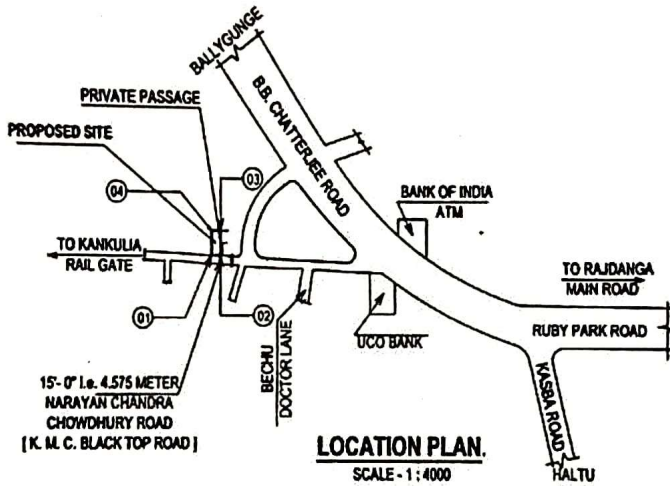 BALLYGUNGE
B.B. CHATTERJEE ROAD
PRIVATE PASSAGE
PROPOSED SITE
04
03
BANK OF INDIA
ATM
TO KANKULIA
RAIL GATE
TO RAJDANGA
MAIN ROAD
01
02
BECHU
DOCTOR LANE
UCO BANK
RUBY PARK ROAD
KASBA ROAD
HALTU
15'- 0" i.e. 4.575 METER
NARAYAN CHANDRA
CHOWDHURY ROAD
[ K. M. C. BLACK TOP ROAD ]
LOCATION PLAN.
SCALE - 1 : 4000